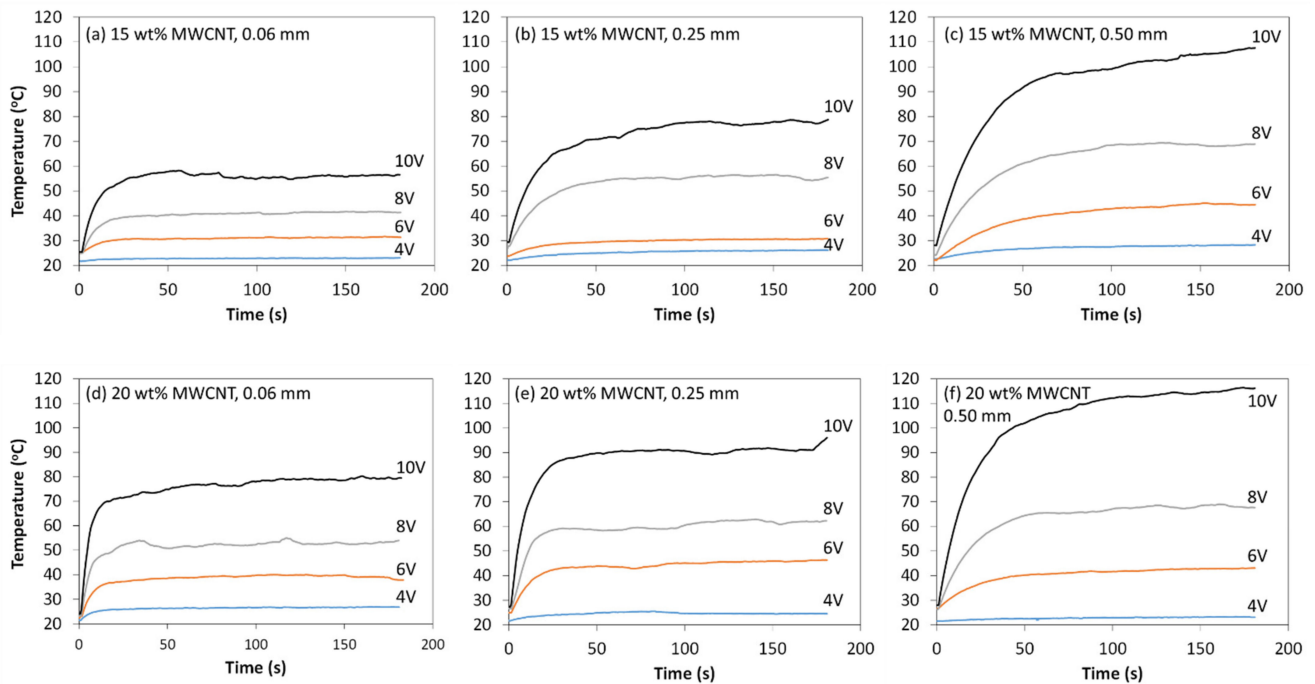 (a) 15 wt% MWCNT, 0.06 mm
120
110
100
90
80
70
60
50
40
30
20
Temperature (°C)
10V
8V
6V
4V
0 50 100 150 200
Time (s)
(b) 15 wt% MWCNT, 0.25 mm
120
110
100
90
80
70
60
50
40
30
20
10V
8V
6V
4V
0 50 100 150 200
Time (s)
(c) 15 wt% MWCNT, 0.50 mm
120
110
100
90
80
70
60
50
40
30
20
10V
8V
6V
4V
0 50 100 150 200
Time (s)
(d) 20 wt% MWCNT, 0.06 mm
120
110
100
90
80
70
60
50
40
30
20
Temperature (°C)
10V
8V
6V
4V
0 50 100 150 200
Time (s)
(e) 20 wt% MWCNT, 0.25 mm
120
110
100
90
80
70
60
50
40
30
20
10V
8V
6V
4V
0 50 100 150 200
Time (s)
(f) 20 wt% MWCNT
0.50 mm
120
110
100
90
80
70
60
50
40
30
20
10V
8V
6V
4V
0 50 100 150 200
Time (s)